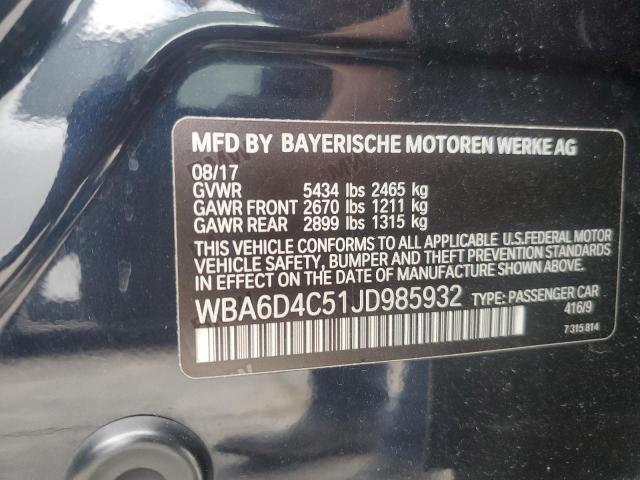 MFD BY BAYERISCHE MOTOREN WERKE AG
08/17
GVWR 5434 lbs 2465 kg
GAWR FRONT 2670 lbs 1211 kg
GAWR REAR 2899 lbs 1315 kg
THIS VEHICLE CONFORMS TO ALL APPLICABLE U.S.FEDERAL MOTOR
VEHICLE SAFETY, BUMPER AND THEFT PREVENTION STANDARDS
IN EFFECT ON THE DATE OF MANUFACTURE SHOWN ABOVE.
WBA6D4C51JD985932 TYPE: PASSENGER CAR
416/9
7 315 814